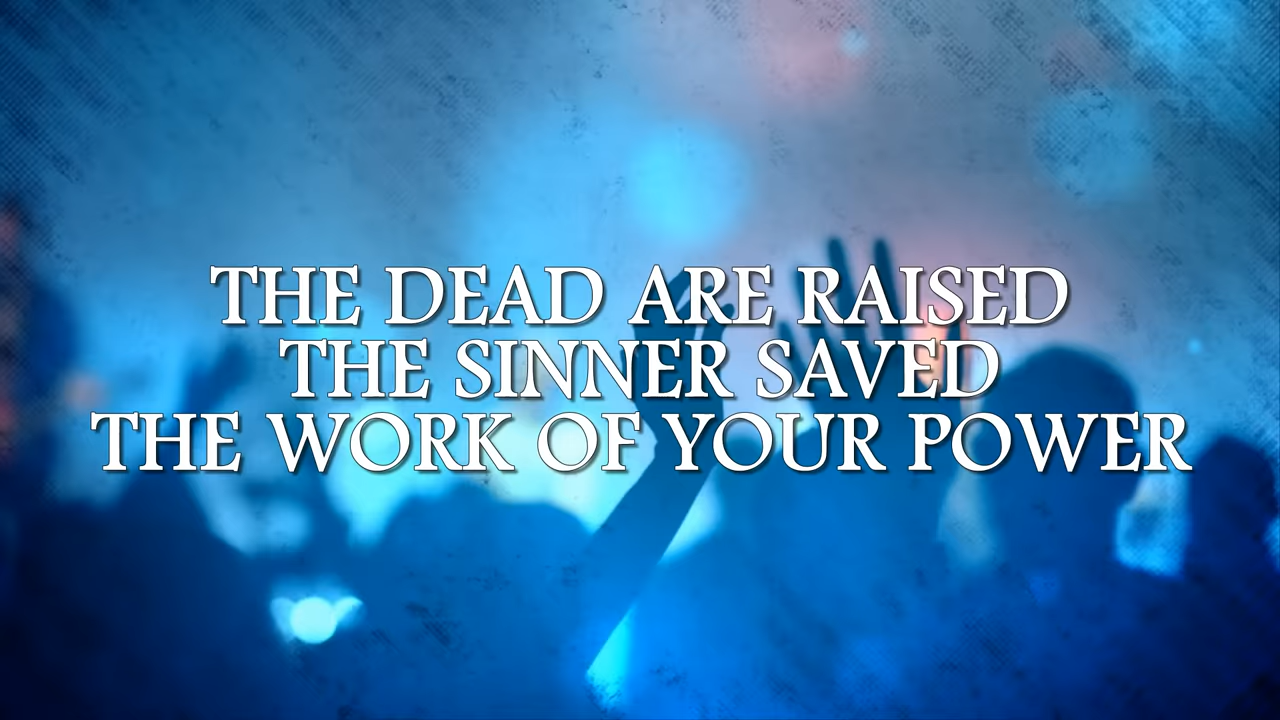 THE DEAD ARE RAISED
THE SINNER SAVED
THE WORK OF YOUR POWER